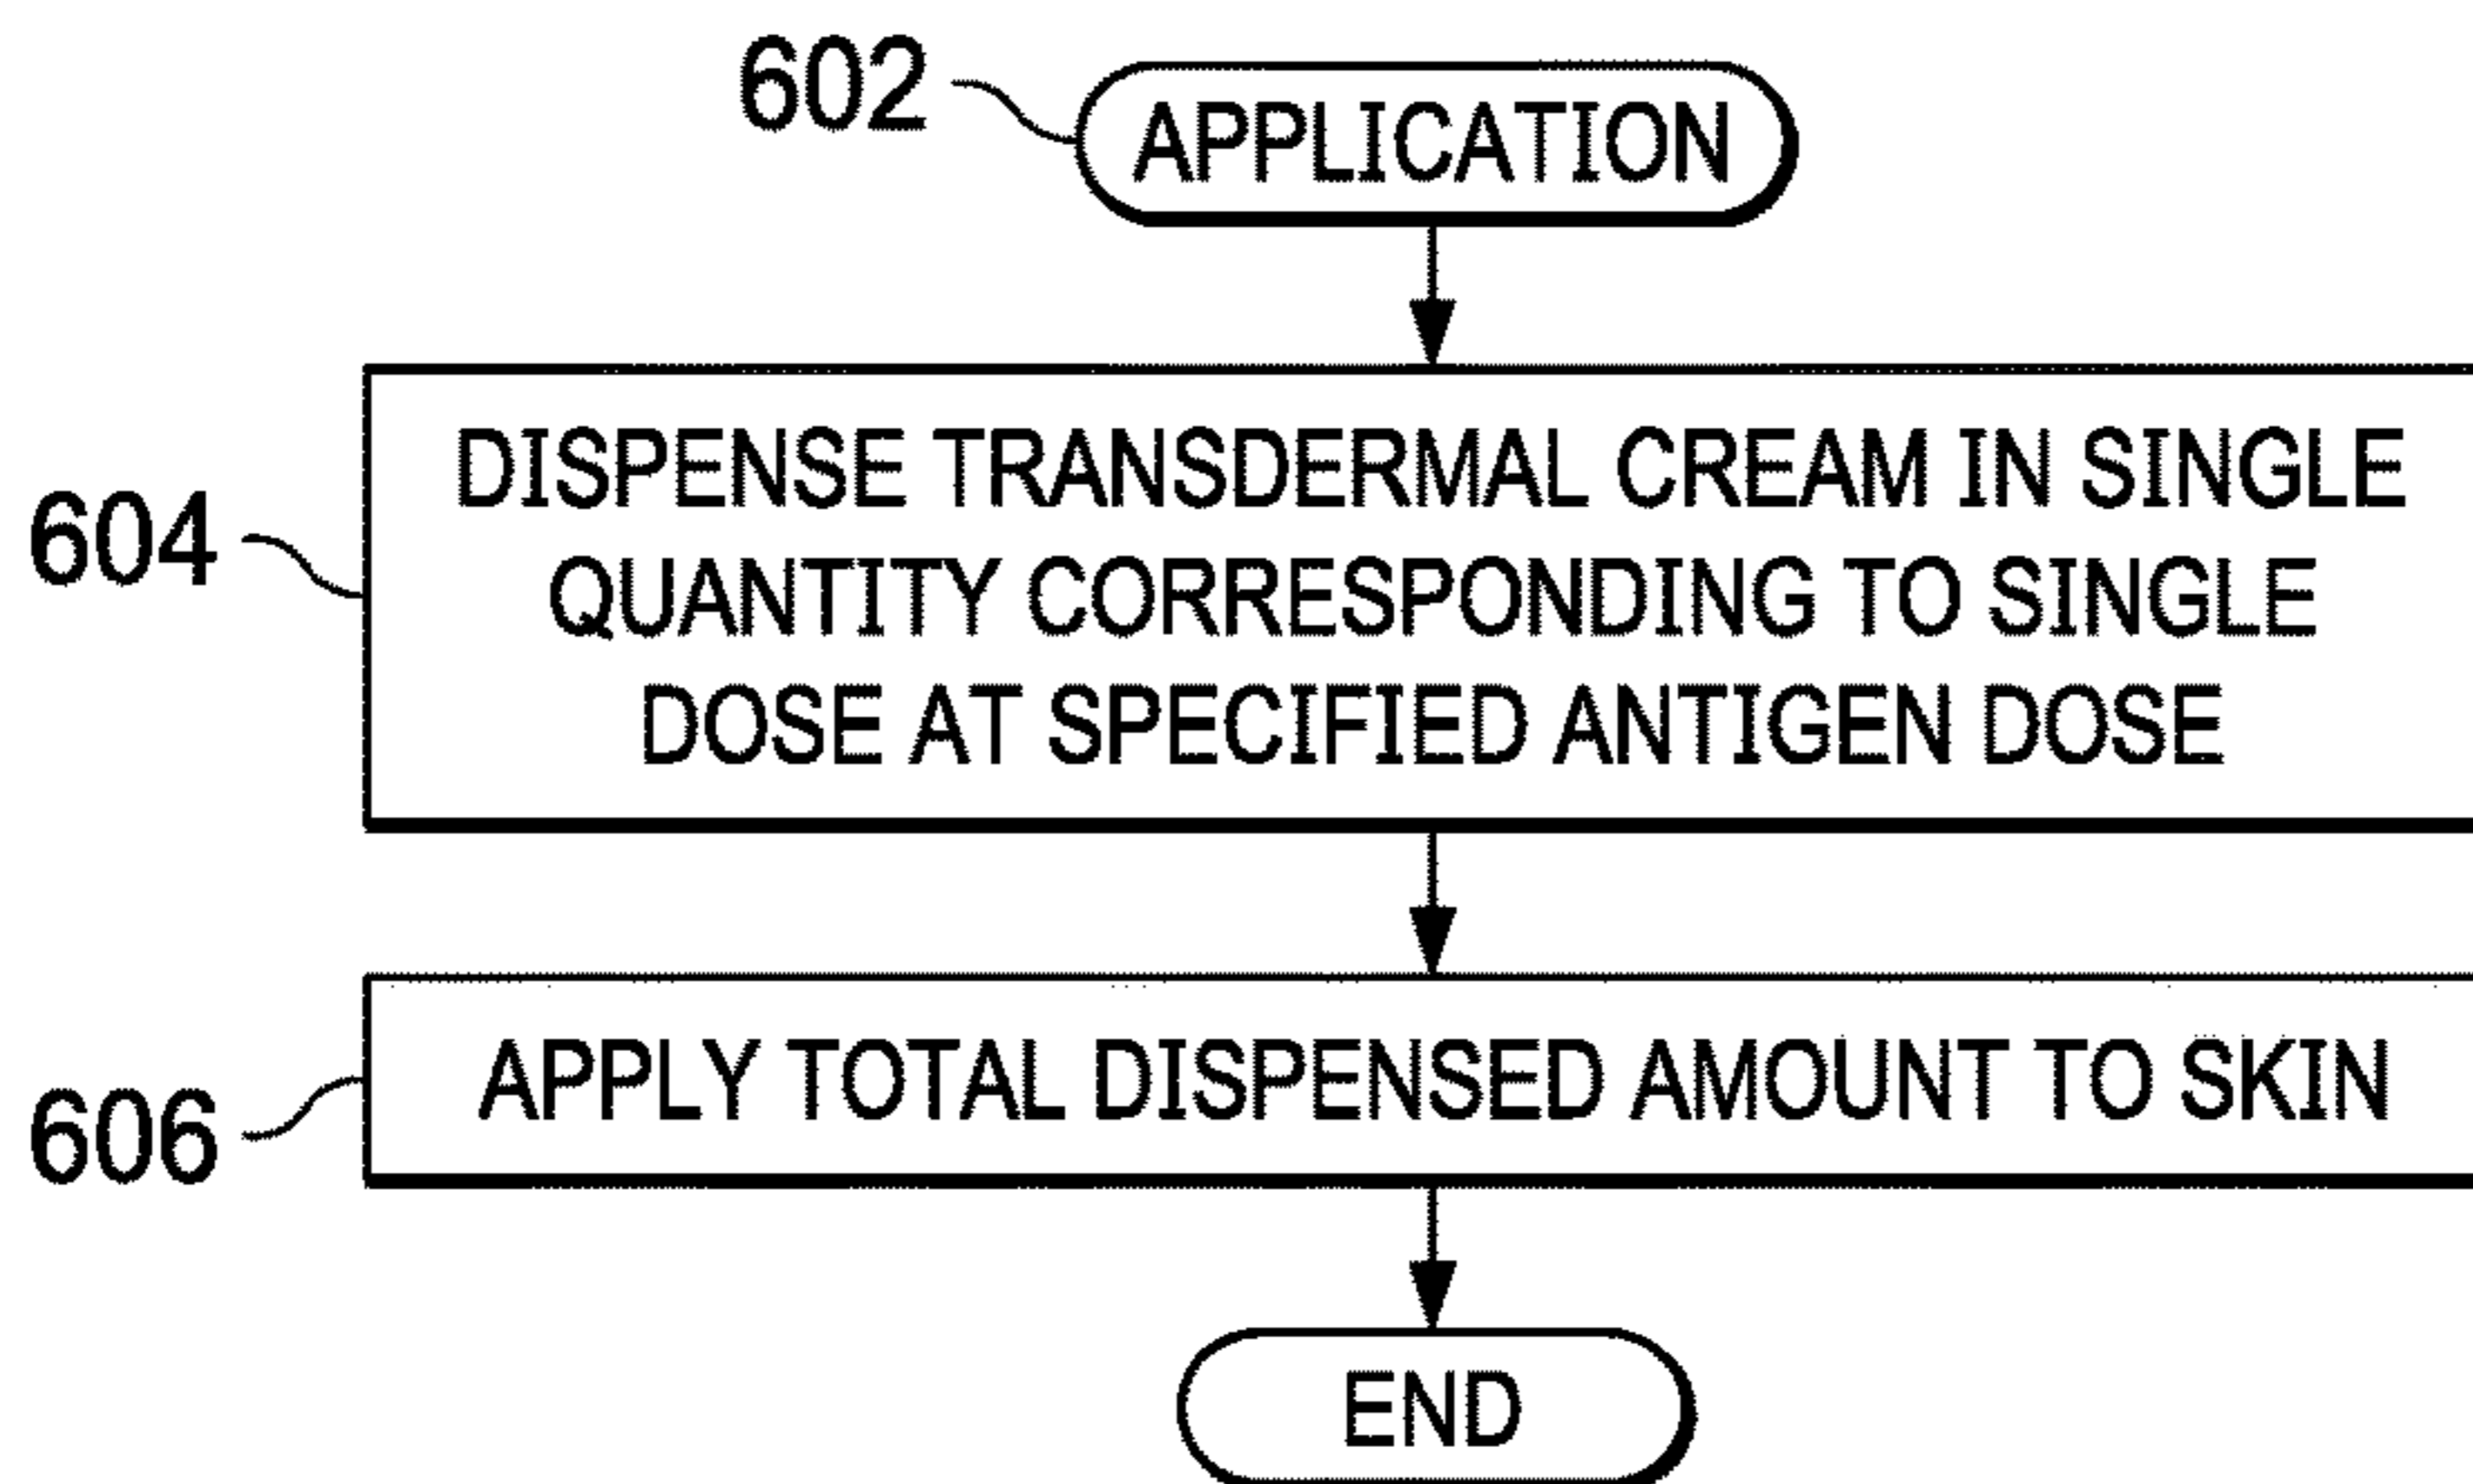 602
APPLICATION
604
DISPENSE TRANSDERMAL CREAM IN SINGLE
QUANTITY CORRESPONDING TO SINGLE
DOSE AT SPECIFIED ANTIGEN DOSE
606
APPLY TOTAL DISPENSED AMOUNT TO SKIN
END